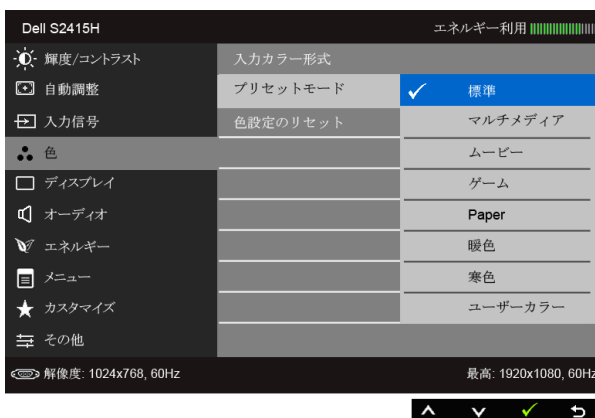 Dell S2415H
エネルギー利用
輝度/コントラスト
自動調整
入力信号
色
ディスプレイ
オーディオ
エネルギー
メニュー
カスタマイズ
その他
入力カラー形式
プリセットモード
色設定のリセット
標準
マルチメディア
ムービー
ゲーム
Paper
暖色
寒色
ユーザーカラー
解像度: 1024x768, 60Hz
最高: 1920x1080, 60Hz